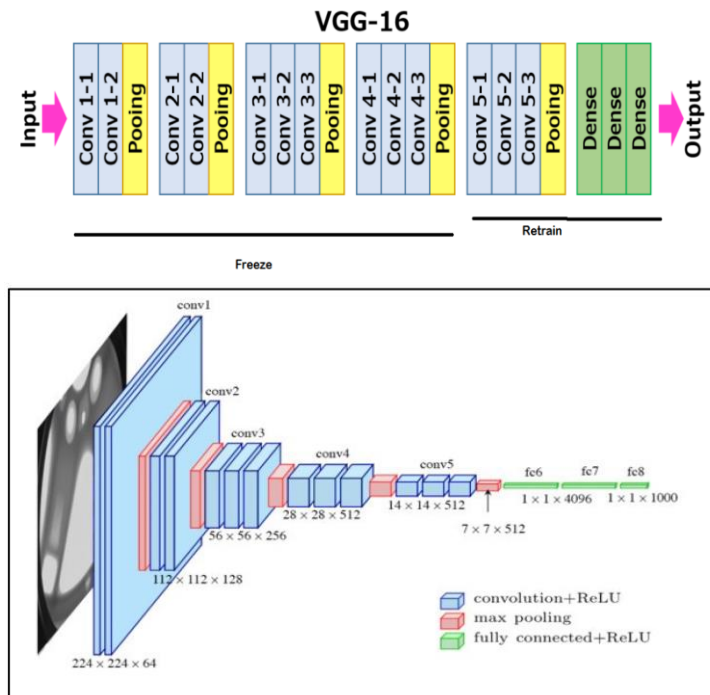 VGG-16
Input
Conv 1-1
Conv 1-2
Pooing
Conv 2-1
Conv 2-2
Pooing
Conv 3-1
Conv 3-2
Conv 3-3
Pooing
Conv 4-1
Conv 4-2
Conv 4-3
Pooing
Conv 5-1
Conv 5-2
Conv 5-3
Pooing
Dense
Dense
Dense
Output
Freeze
Retrain
conv1
conv2
conv3
conv4
conv5
fc6
fc7
fc8
224 × 224 × 64
112 × 112 × 128
56 × 56 × 256
28 × 28 × 512
14 × 14 × 512
7 × 7 × 512
1 × 1 × 4096
1 × 1 × 1000
convolution+ReLU
max pooling
fully connected+ReLU